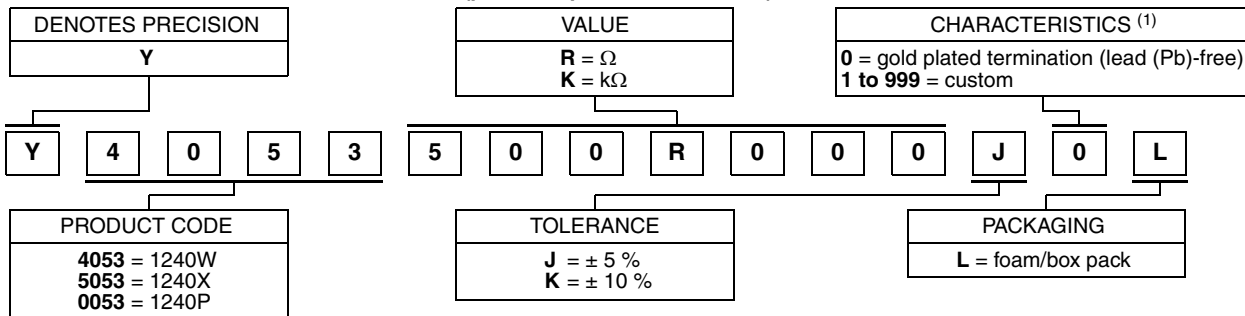 DENOTES PRECISION
Y
VALUE
R = Ω
K = kΩ
CHARACTERISTICS (1)
0 = gold plated termination (lead (Pb)-free)
1 to 999 = custom
Y 4 0 5 3 5 0 0 R 0 0 0 J 0 L
PRODUCT CODE
4053 = 1240W
5053 = 1240X
0053 = 1240P
TOLERANCE
J = ± 5 %
K = ± 10 %
PACKAGING
L = foam/box pack